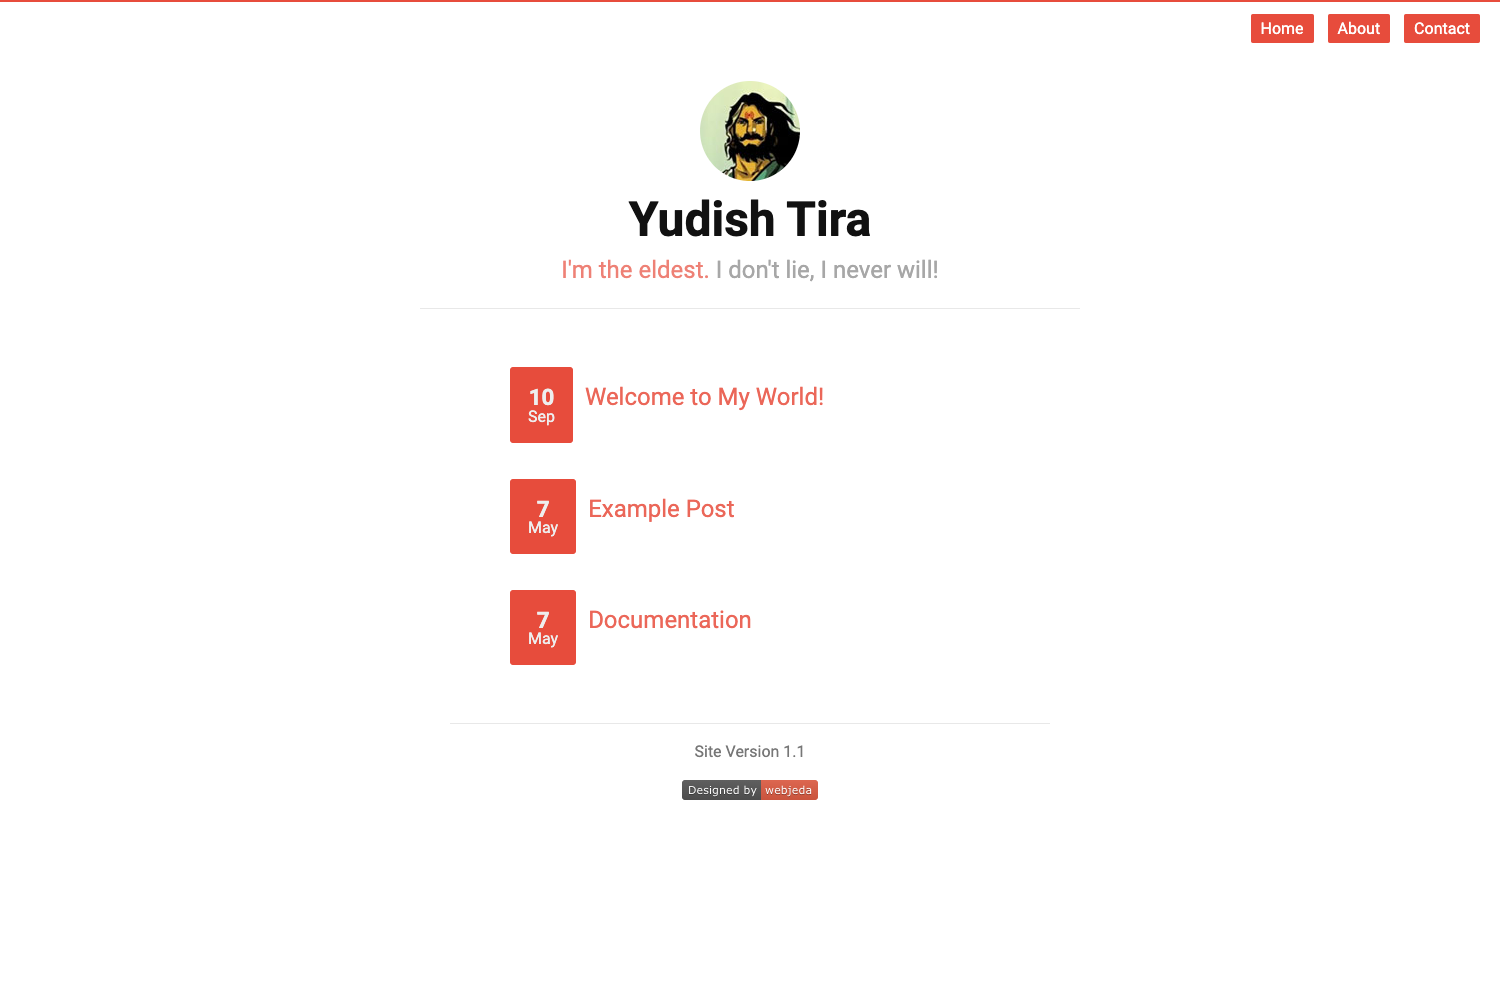 Home About Contact
Yudish Tira
I'm the eldest. I don't lie, I never will!
10
Sep
Welcome to My World!
7
May
Example Post
7
May
Documentation
Site Version 1.1
Designed by webjeda